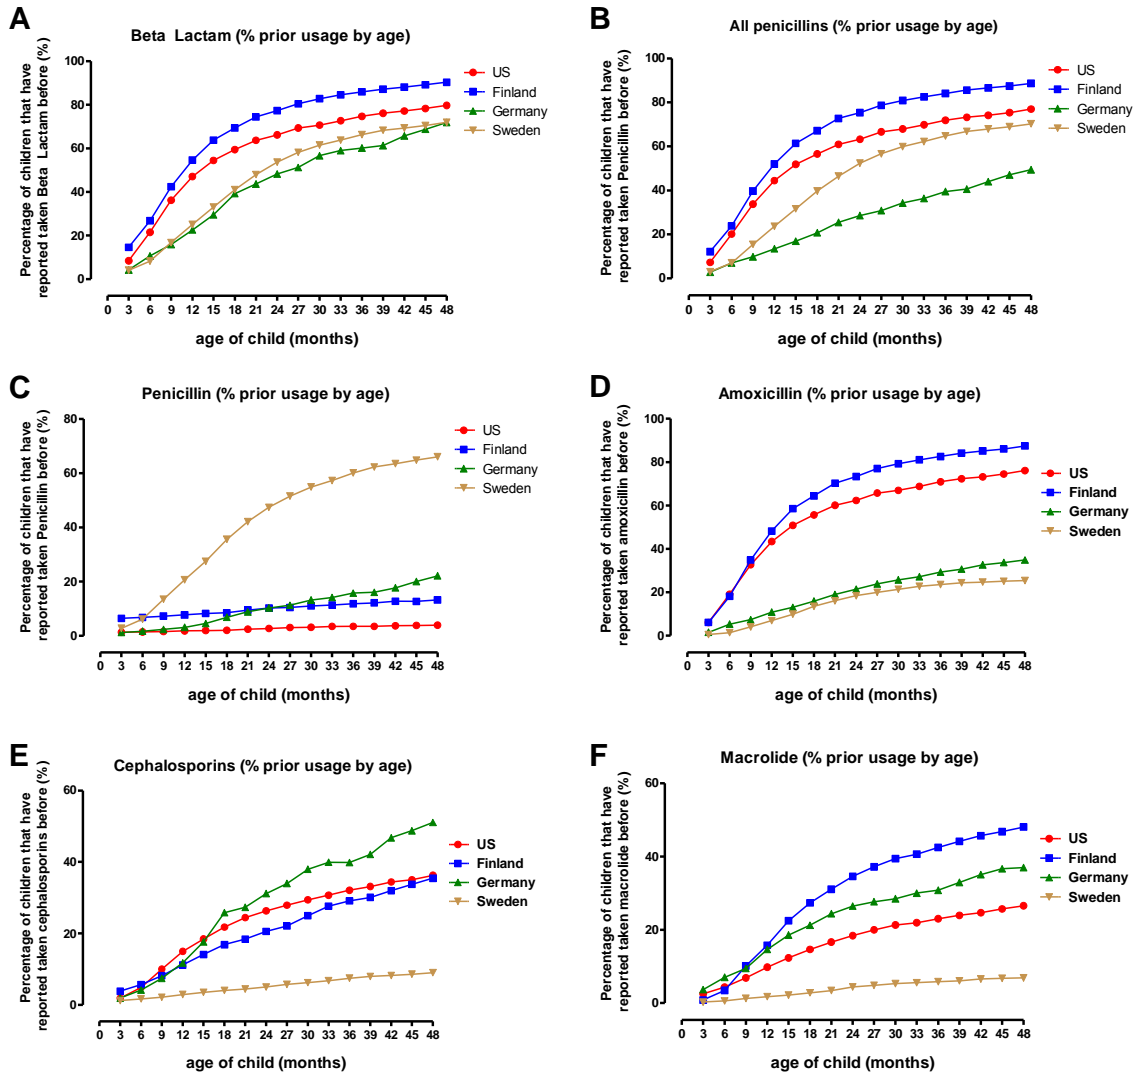 A
Beta Lactam (% prior usage by age)
Percentage of children that have
reported taken Beta Lactam before (%)
100
80
60
40
20
0
0 3 6 9 12 15 18 21 24 27 30 33 36 39 42 45 48
age of child (months)
US
Finland
Germany
Sweden
B
All penicillins (% prior usage by age)
Percentage of children that have
reported taken Penicillin before (%)
100
80
60
40
20
0
0 3 6 9 12 15 18 21 24 27 30 33 36 39 42 45 48
age of child (months)
US
Finland
Germany
Sweden
C
Penicillin (% prior usage by age)
Percentage of children that have
reported taken Penicillin before (%)
80
60
40
20
0
0 3 6 9 12 15 18 21 24 27 30 33 36 39 42 45 48
age of child (months)
US
Finland
Germany
Sweden
D
Amoxicillin (% prior usage by age)
Percentage of children that have
reported taken amoxicillin before (%)
100
80
60
40
20
0
0 3 6 9 12 15 18 21 24 27 30 33 36 39 42 45 48
age of child (months)
US
Finland
Germany
Sweden
E
Cephalosporins (% prior usage by age)
Percentage of children that have
reported taken cephalosporins before (%)
60
40
20
0
0 3 6 9 12 15 18 21 24 27 30 33 36 39 42 45 48
age of child (months)
US
Finland
Germany
Sweden
F
Macrolide (% prior usage by age)
Percentage of children that have
reported taken macrolide before (%)
60
40
20
0
0 3 6 9 12 15 18 21 24 27 30 33 36 39 42 45 48
age of child (months)
US
Finland
Germany
Sweden